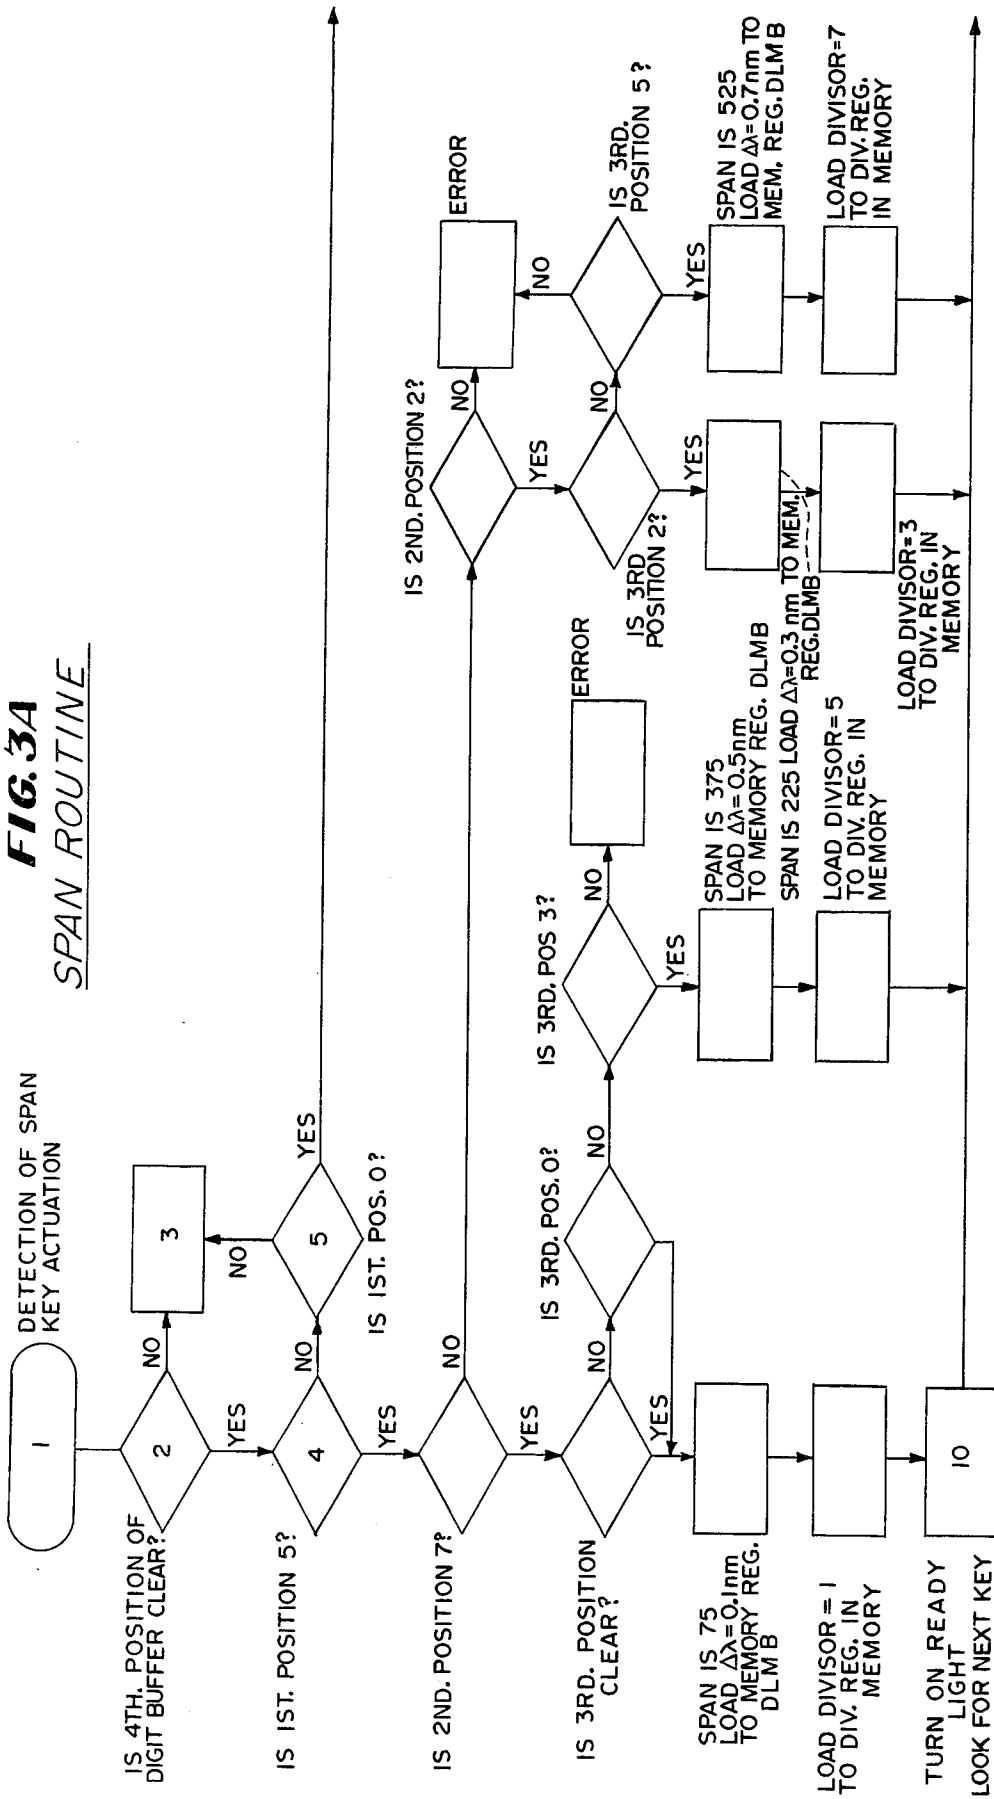 FIG. 3A
SPAN ROUTINE
1
DETECTION OF SPAN
KEY ACTUATION
IS 4TH. POSITION OF
DIGIT BUFFER CLEAR?
2
NO
3
YES
NO
IS 1ST. POSITION 5?
4
NO
5
YES
IS 1ST. POS. 0?
YES
IS 2ND. POSITION 7?
NO
IS 2ND. POSITION 2?
NO
ERROR
YES
YES
NO
IS 3RD. POSITION
CLEAR?
NO
IS 3RD. POS. 0?
NO
IS 3RD. POS 3?
NO
ERROR
IS 3RD
POSITION 2?
NO
IS 3RD.
POSITION 5?
YES
YES
YES
YES
SPAN IS 75
LOAD Δλ=0.1nm
TO MEMORY REG.
DLM B
SPAN IS 375
LOAD Δλ= 0.5nm
TO MEMORY REG. DLM B
SPAN IS 225 LOAD Δλ=0.3 nm TO MEM.
REG.DLMB
SPAN IS 525
LOAD Δλ=0.7nm TO
MEM. REG. DLM B
LOAD DIVISOR = 1
TO DIV. REG. IN
MEMORY
LOAD DIVISOR= 5
TO DIV. REG. IN
MEMORY
LOAD DIVISOR=3
TO DIV. REG. IN
MEMORY
LOAD DIVISOR=7
TO DIV. REG.
IN MEMORY
TURN ON READY
LIGHT
LOOK FOR NEXT KEY
10